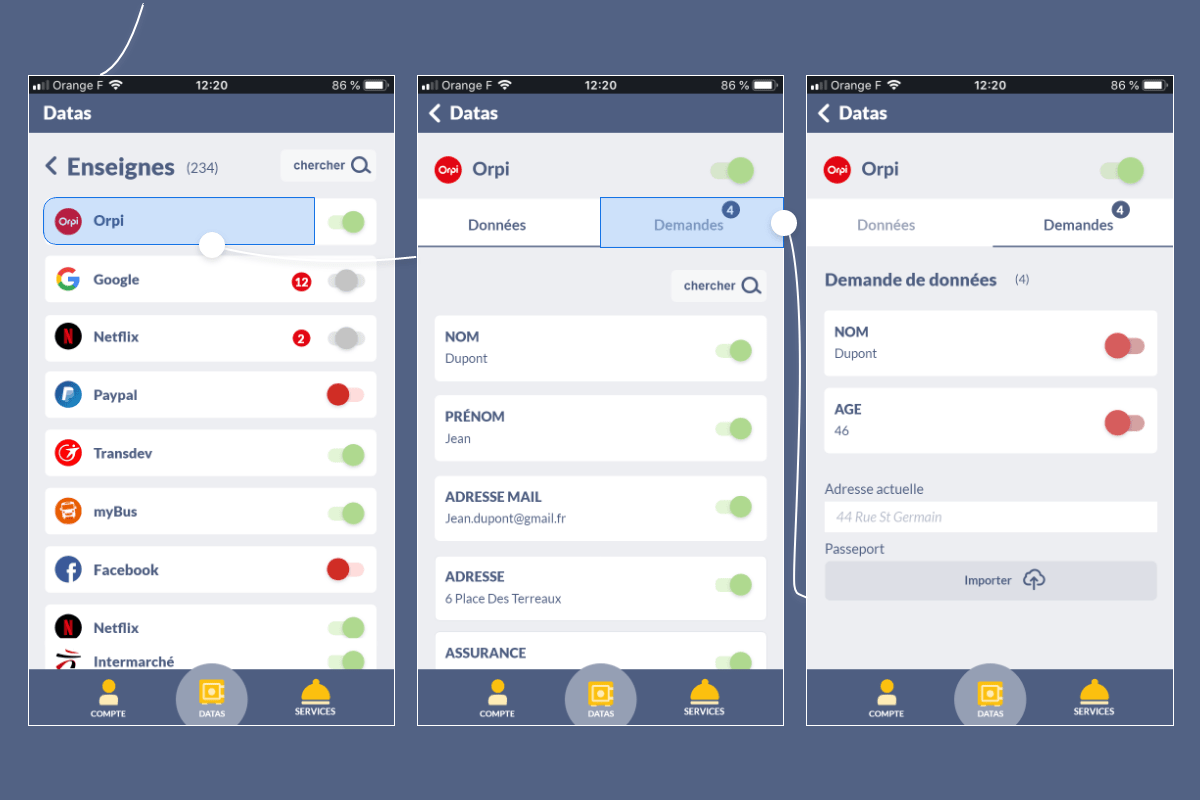 Orange F 12:20 86 %
Datas
Enseignes (234)
chercher
Orpi Orpi
Google 12
Netflix 2
Paypal
Transdev
myBus
Facebook
Netflix
Intermarché
COMPTE DATAS SERVICES
Orange F 12:20 86 %
Datas
Orpi Orpi
Données Demandes 4
chercher
NOM
Dupont
PRÉNOM
Jean
ADRESSE MAIL
Jean.dupont@gmail.fr
ADRESSE
6 Place Des Terreaux
ASSURANCE
COMPTE DATAS SERVICES
Orange F 12:20 86 %
Datas
Orpi Orpi
Données Demandes 4
Demande de données (4)
NOM
Dupont
AGE
46
Adresse actuelle
44 Rue St Germain
Passeport
Importer
COMPTE DATAS SERVICES